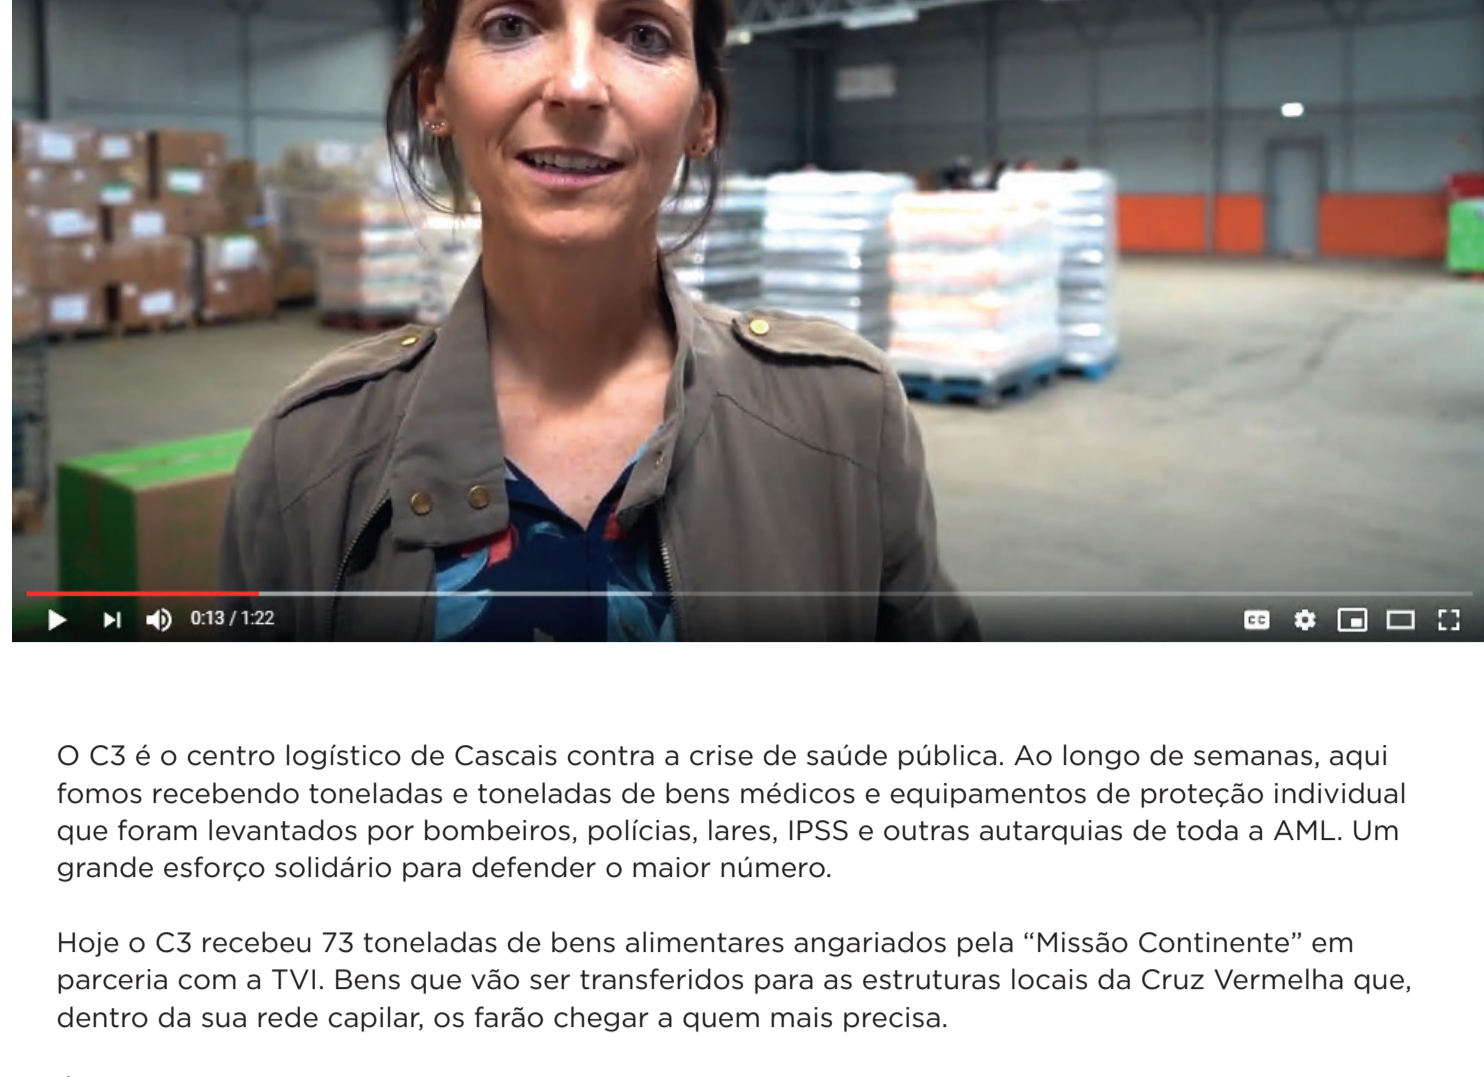 0:13 / 1:22
CC
O C3 é o centro logístico de Cascais contra a crise de saúde pública. Ao longo de semanas, aqui
fomos recebendo toneladas e toneladas de bens médicos e equipamentos de proteção individual
que foram levantados por bombeiros, polícias, lares, IPSS e outras autarquias de toda a AML. Um
grande esforço solidário para defender o maior número.
Hoje o C3 recebeu 73 toneladas de bens alimentares angariados pela “Missão Continente” em
parceria com a TVI. Bens que vão ser transferidos para as estruturas locais da Cruz Vermelha que,
dentro da sua rede capilar, os farão chegar a quem mais precisa.